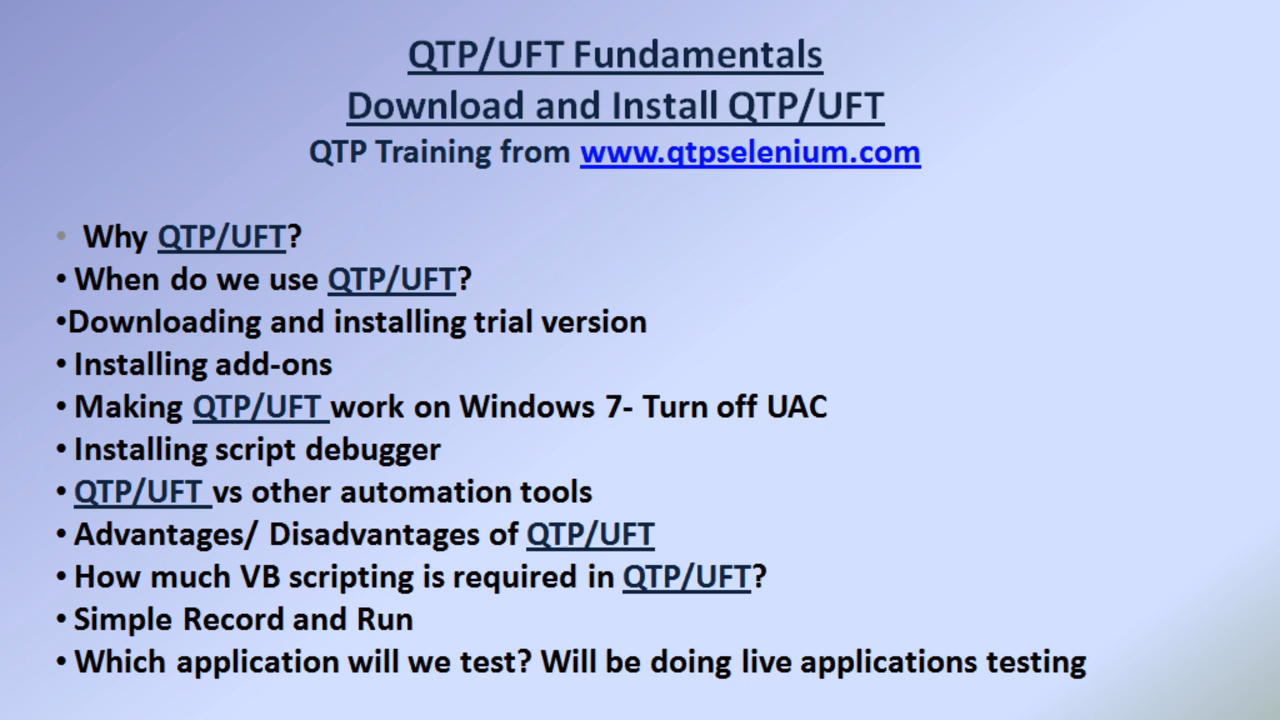 QTP/UFT Fundamentals
Download and Install QTP/UFT
QTP Training from www.qtpselenium.com
• Why QTP/UFT?
• When do we use QTP/UFT?
•Downloading and installing trial version
• Installing add-ons
• Making QTP/UFT work on Windows 7- Turn off UAC
• Installing script debugger
• QTP/UFT vs other automation tools
• Advantages/ Disadvantages of QTP/UFT
• How much VB scripting is required in QTP/UFT?
• Simple Record and Run
• Which application will we test? Will be doing live applications testing